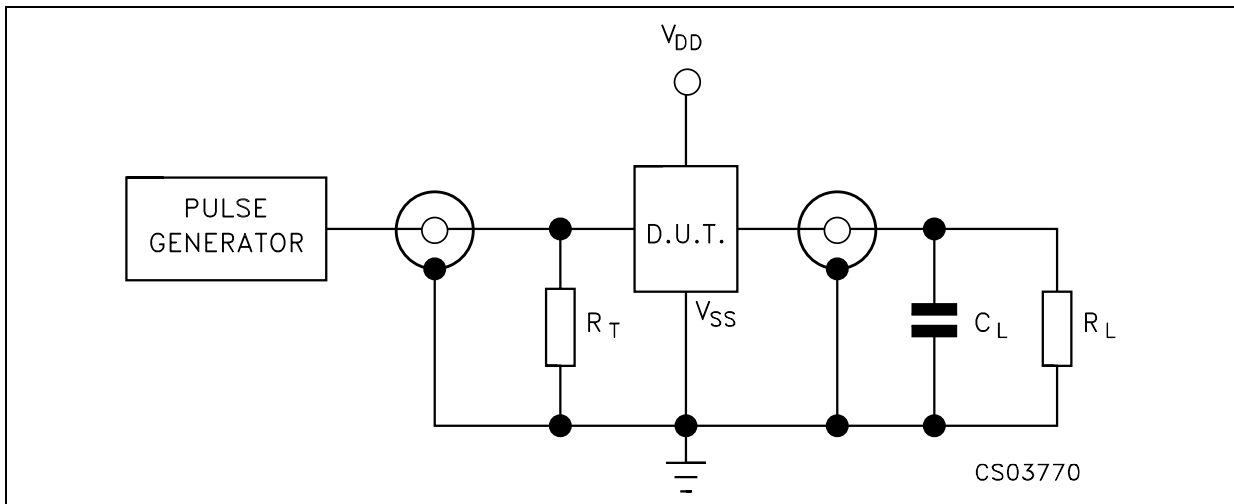 VDD
PULSE
GENERATOR
D.U.T.
VSS
RT
CL
RL
CS03770